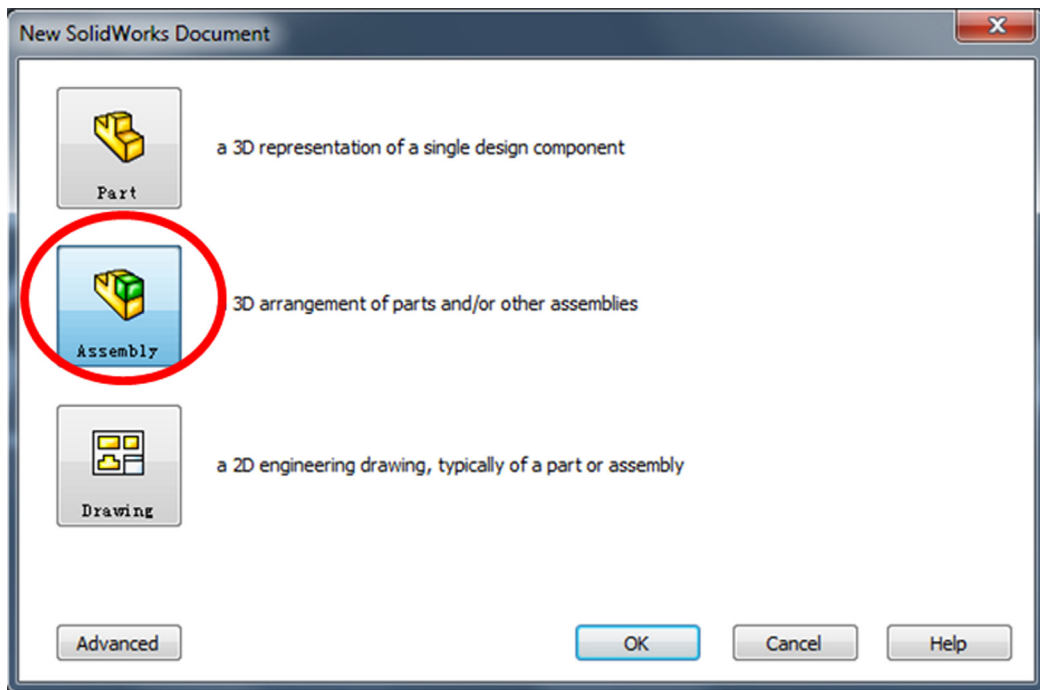 New SolidWorks Document
Part
a 3D representation of a single design component
Assembly
3D arrangement of parts and/or other assemblies
Drawing
a 2D engineering drawing, typically of a part or assembly
Advanced
OK
Cancel
Help